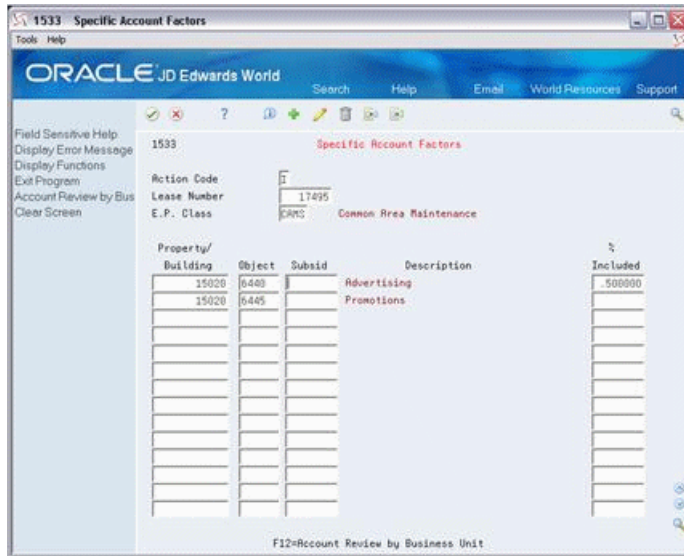 1533 Specific Account Factors
Tools Help
ORACLE JD Edwards World
Search Help Email World Resources Support
Field Sensitive Help
Display Error Message
Display Functions
Exit Program
Account Review by Bus
Clear Screen
1533 Specific Account Factors
Action Code I
Lease Number 17495
E.P. Class CAMS Common Area Maintenance
Property/ %
Building Object Subsid Description Included
15020 6440 Advertising .500000
15020 6445 Promotions
F12=Account Review by Business Unit